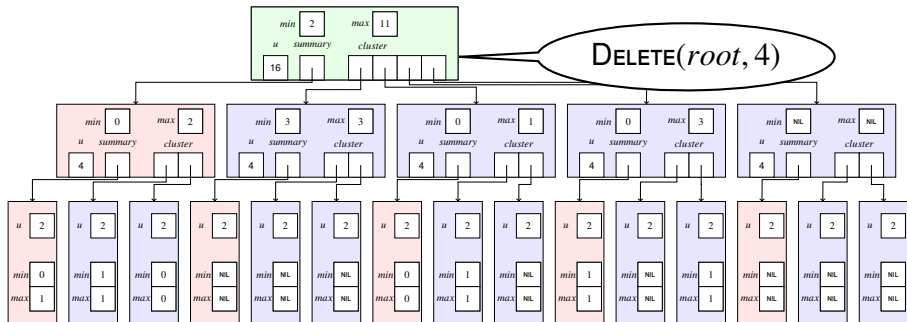 min 2 max 11
u summary cluster
DELETE(root, 4)
16
min 0 max 2 min 3 max 3 min 0 max 1 min 0 max 3 min NIL max NIL
u summary cluster u summary cluster u summary cluster u summary cluster u summary cluster
4 4 4 4 4
u 2 u 2 u 2 u 2 u 2 u 2 u 2 u 2 u 2 u 2 u 2 u 2 u 2 u 2 u 2
min 0 min 1 min 0 min NIL min NIL min NIL min 0 min 1 min NIL min 1 min NIL min 1 min NIL min NIL min NIL
max 1 max 1 max 0 max NIL max NIL max NIL max 0 max 1 max NIL max 1 max NIL max 1 max NIL max NIL max NIL